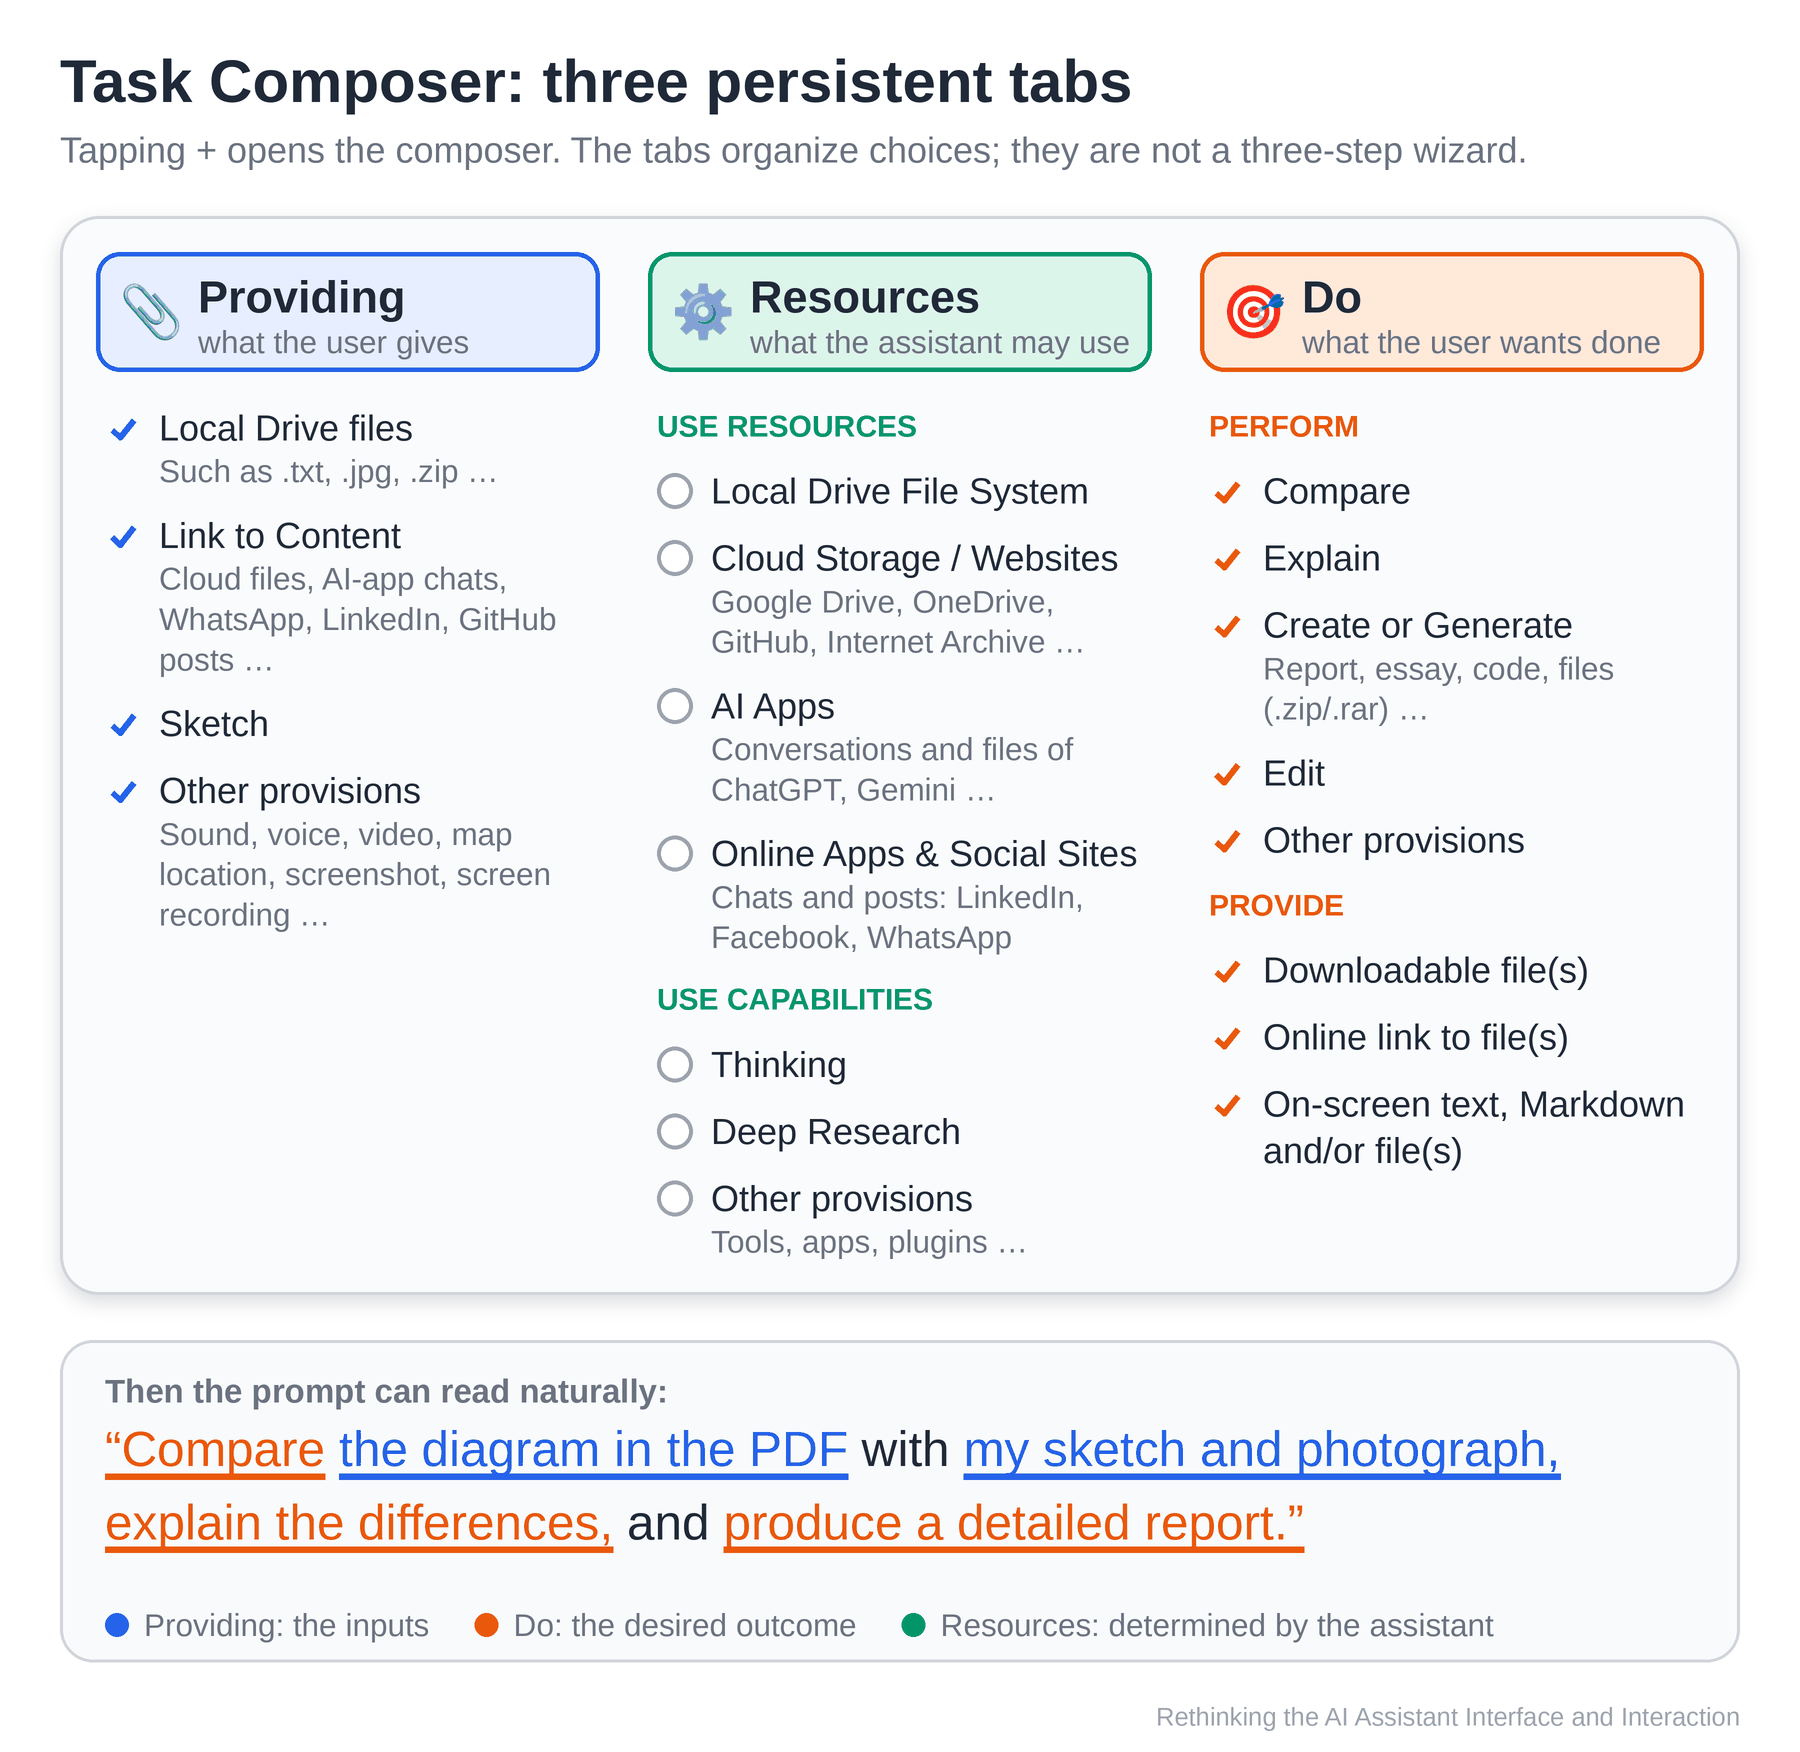 Task Composer: three persistent tabs
Tapping + opens the composer. The tabs organize choices; they are not a three-step wizard.
Providing
what the user gives
Local Drive files
Such as .txt, .jpg, .zip …
Link to Content
Cloud files, AI-app chats,
WhatsApp, LinkedIn, GitHub
posts …
Sketch
Other provisions
Sound, voice, video, map
location, screenshot, screen
recording …
Resources
what the assistant may use
USE RESOURCES
Local Drive File System
Cloud Storage / Websites
Google Drive, OneDrive,
GitHub, Internet Archive …
AI Apps
Conversations and files of
ChatGPT, Gemini …
Online Apps & Social Sites
Chats and posts: LinkedIn,
Facebook, WhatsApp
USE CAPABILITIES
Thinking
Deep Research
Other provisions
Tools, apps, plugins …
Do
what the user wants done
PERFORM
Compare
Explain
Create or Generate
Report, essay, code, files
(.zip/.rar) …
Edit
Other provisions
PROVIDE
Downloadable file(s)
Online link to file(s)
On-screen text, Markdown
and/or file(s)
Then the prompt can read naturally:
“Compare the diagram in the PDF with my sketch and photograph,
explain the differences, and produce a detailed report.”
Providing: the inputs
Do: the desired outcome
Resources: determined by the assistant
Rethinking the AI Assistant Interface and Interaction